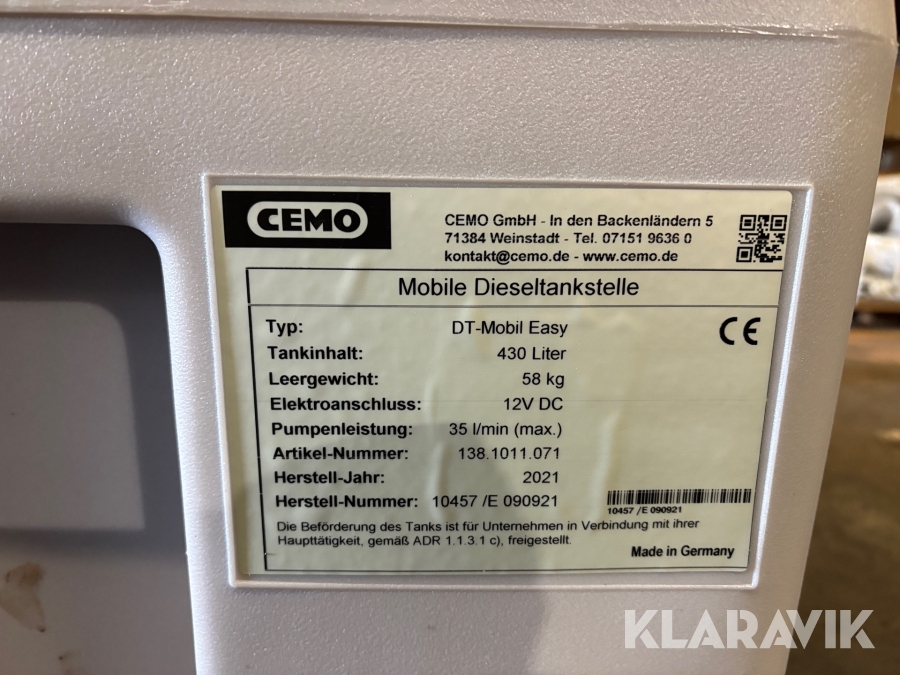 CEMO
CEMO GmbH - In den Backenländern 5
71384 Weinstadt - Tel. 07151 9636 0
kontakt@cemo.de - www.cemo.de
Mobile Dieseltankstelle
Typ: DT-Mobil Easy
CE
Tankinhalt: 430 Liter
Leergewicht: 58 kg
Elektroanschluss: 12V DC
Pumpenleistung: 35 l/min (max.)
Artikel-Nummer: 138.1011.071
Herstell-Jahr: 2021
Herstell-Nummer: 10457 /E 090921
10457 /E 090921
Die Beförderung des Tanks ist für Unternehmen in Verbindung mit ihrer
Haupttätigkeit, gemäß ADR 1.1.3.1 c), freigestellt.
Made in Germany
KLARAVIK